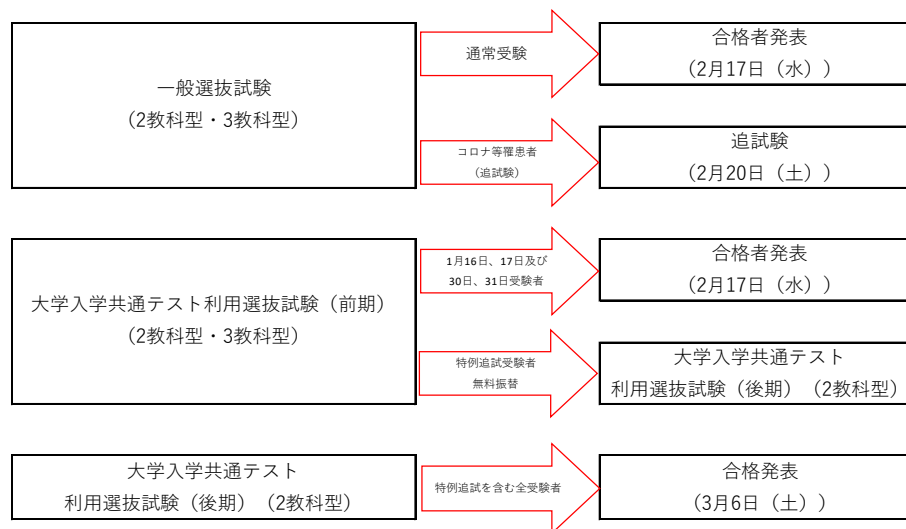 一般選抜試験
(2教科型・3教科型)
通常受験
合格者発表
(2月17日(水))
コロナ等罹患者
(追試験)
追試験
(2月20日(土))
大学入学共通テスト利用選抜試験(前期)
(2教科型・3教科型)
1月16日、17日及び
30日、31日受験者
合格者発表
(2月17日(水))
特例追試受験者
無料振替
大学入学共通テスト
利用選抜試験(後期)(2教科型)
大学入学共通テスト
利用選抜試験(後期)(2教科型)
特例追試を含む全受験者
合格発表
(3月6日(土))